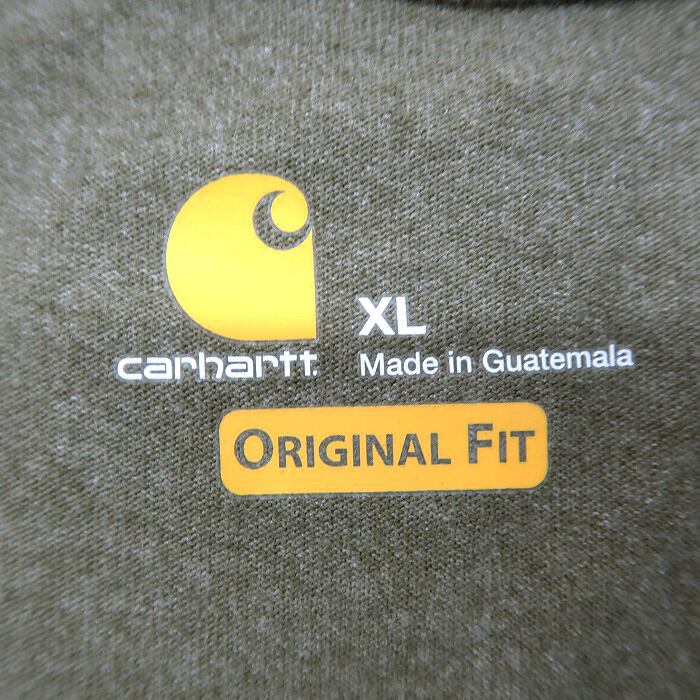 XL
carhartt.
Made in Guatemala
ORIGINAL FIT